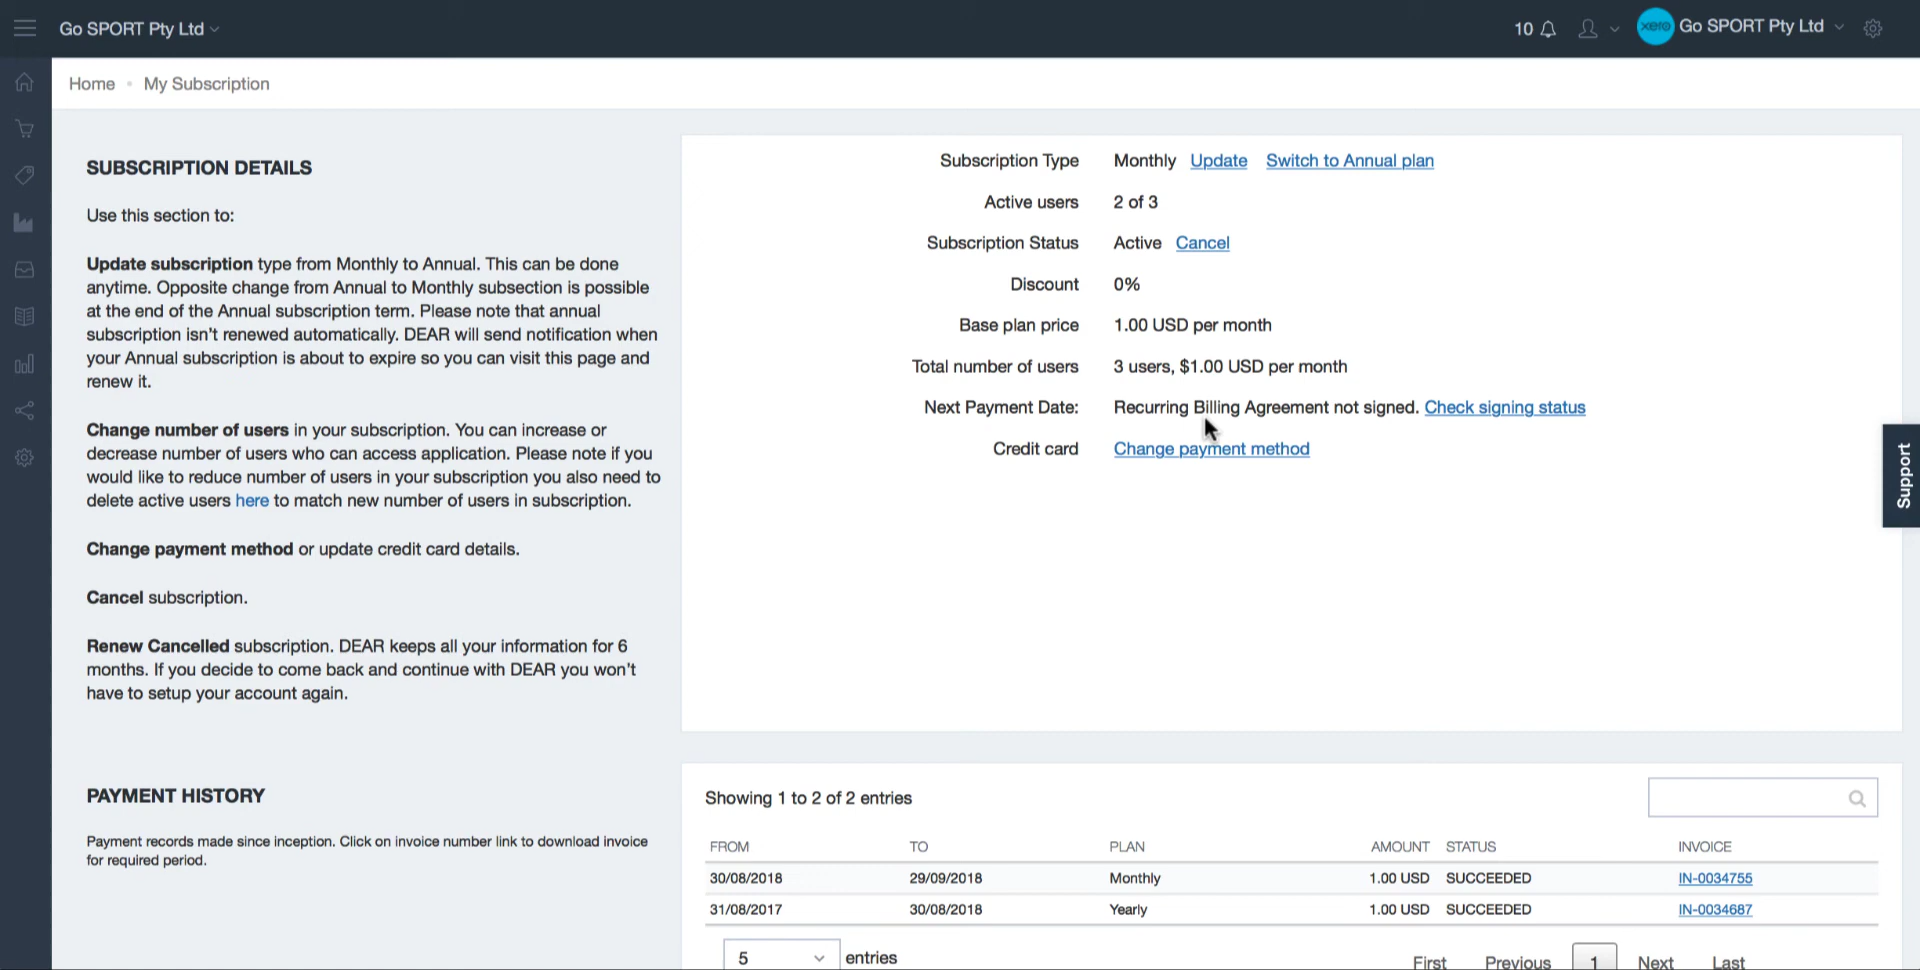 Go SPORT Pty Ltd
10
xero
Go SPORT Pty Ltd
Home
My Subscription
SUBSCRIPTION DETAILS
Use this section to:
Update subscription type from Monthly to Annual. This can be done
anytime. Opposite change from Annual to Monthly subsection is possible
at the end of the Annual subscription term. Please note that annual
subscription isn't renewed automatically. DEAR will send notification when
your Annual subscription is about to expire so you can visit this page and
renew it.
Change number of users in your subscription. You can increase or
decrease number of users who can access application. Please note if you
would like to reduce number of users in your subscription you also need to
delete active users here to match new number of users in subscription.
Change payment method or update credit card details.
Cancel subscription.
Renew Cancelled subscription. DEAR keeps all your information for 6
months. If you decide to come back and continue with DEAR you won't
have to setup your account again.
Subscription Type Monthly Update Switch to Annual plan
Active users 2 of 3
Subscription Status Active Cancel
Discount 0%
Base plan price 1.00 USD per month
Total number of users 3 users, $1.00 USD per month
Next Payment Date: Recurring Billing Agreement not signed. Check signing status
Credit card Change payment method
Support
PAYMENT HISTORY
Payment records made since inception. Click on invoice number link to download invoice
for required period.
Showing 1 to 2 of 2 entries
FROM TO PLAN AMOUNT STATUS INVOICE
30/08/2018 29/09/2018 Monthly 1.00 USD SUCCEEDED IN-0034755
31/08/2017 30/08/2018 Yearly 1.00 USD SUCCEEDED IN-0034687
5 entries
First Previous 1 Next Last